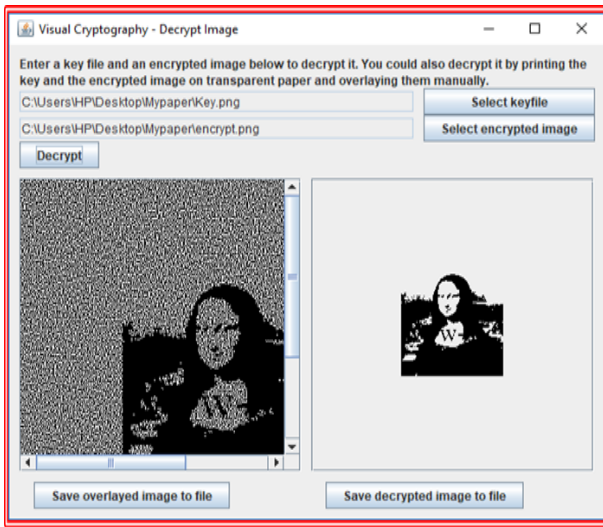 Visual Cryptography - Decrypt Image
Enter a key file and an encrypted image below to decrypt it. You could also decrypt it by printing the
key and the encrypted image on transparent paper and overlaying them manually.
C:\Users\HP\Desktop\Mypaper\Key.png
Select keyfile
C:\Users\HP\Desktop\Mypaper\encrypt.png
Select encrypted image
Decrypt
W-
W-
Save overlayed image to file
Save decrypted image to file